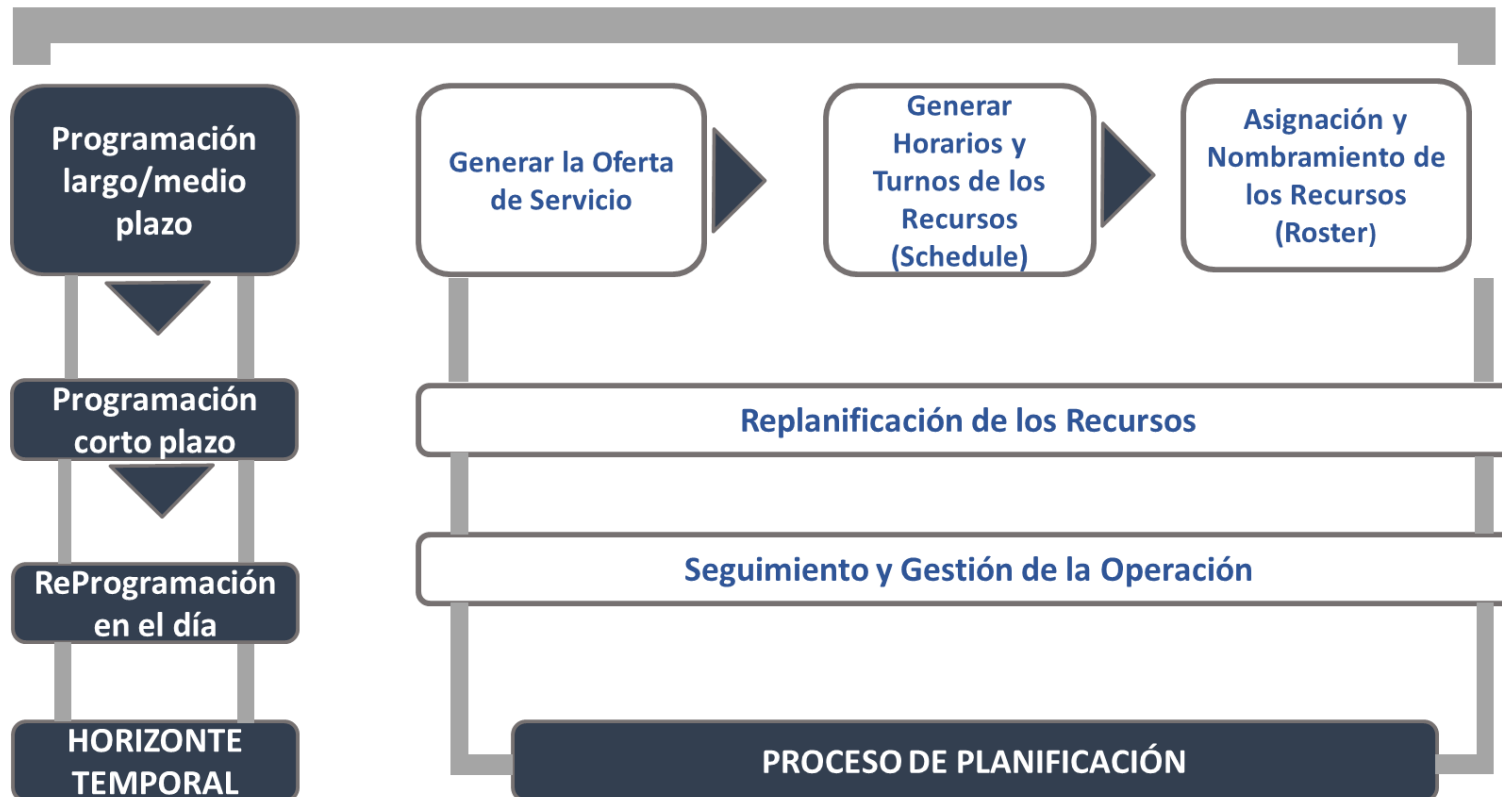 Programación
largo/medio
plazo
Generar la Oferta
de Servicio
Generar
Horarios y
Turnos de los
Recursos
(Schedule)
Asignación y
Nombramiento de
los Recursos
(Roster)
Programación
corto plazo
Replanificación de los Recursos
ReProgramación
en el día
Seguimiento y Gestión de la Operación
HORIZONTE
TEMPORAL
PROCESO DE PLANIFICACIÓN